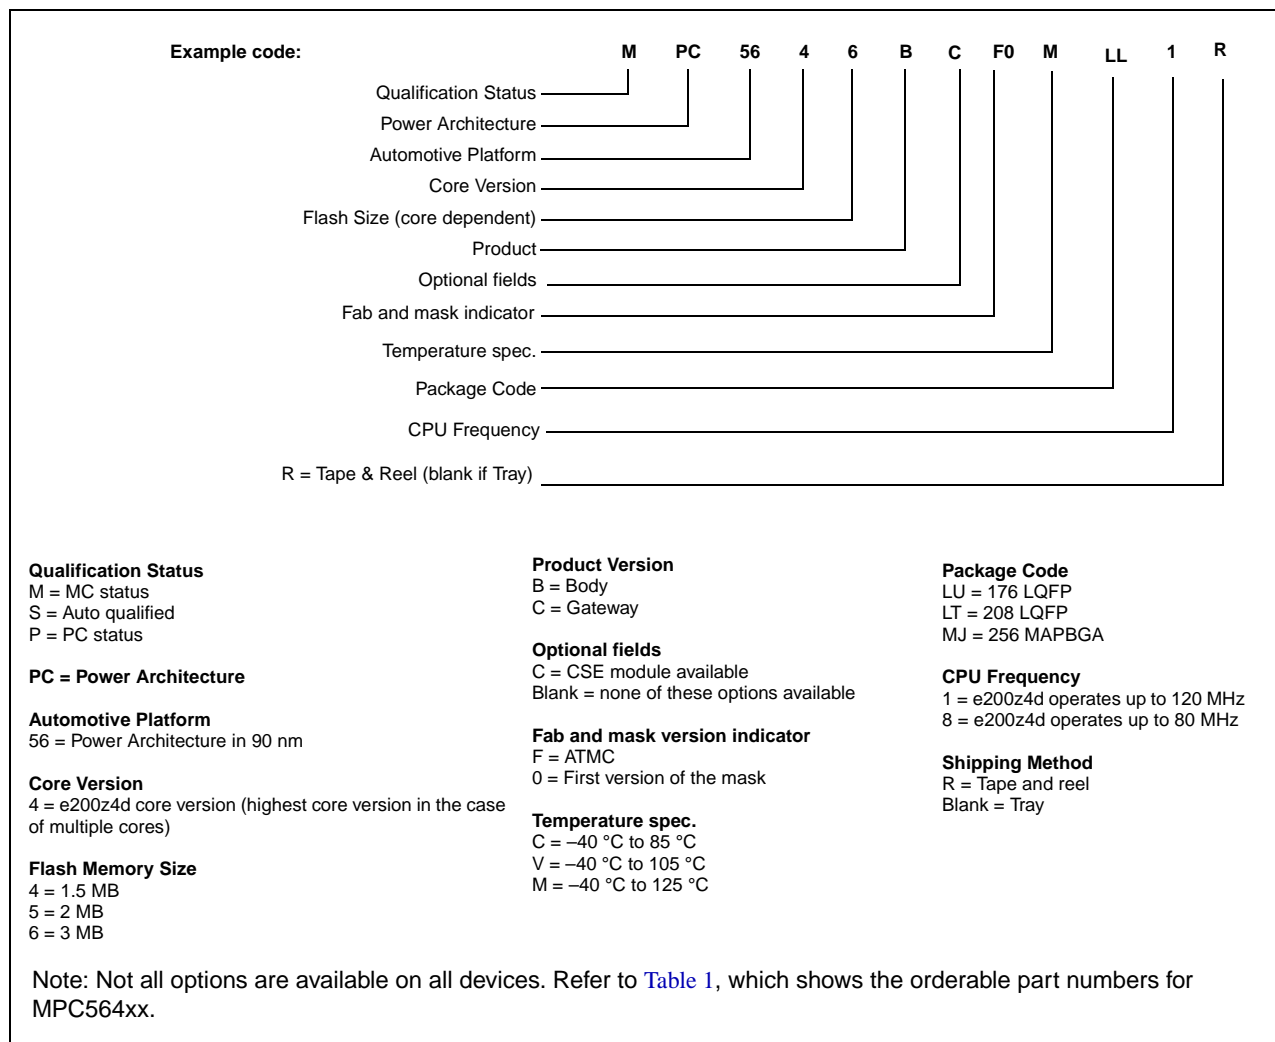 Example code: M PC 56 4 6 B C F0 M LL 1 R
Qualification Status
Power Architecture
Automotive Platform
Core Version
Flash Size (core dependent)
Product
Optional fields
Fab and mask indicator
Temperature spec.
Package Code
CPU Frequency
R = Tape & Reel (blank if Tray)
Qualification Status
M = MC status
S = Auto qualified
P = PC status
PC = Power Architecture
Automotive Platform
56 = Power Architecture in 90 nm
Core Version
4 = e200z4d core version (highest core version in the case
of multiple cores)
Flash Memory Size
4 = 1.5 MB
5 = 2 MB
6 = 3 MB
Product Version
B = Body
C = Gateway
Optional fields
C = CSE module available
Blank = none of these options available
Fab and mask version indicator
F = ATMC
0 = First version of the mask
Temperature spec.
C = –40 °C to 85 °C
V = –40 °C to 105 °C
M = –40 °C to 125 °C
Package Code
LU = 176 LQFP
LT = 208 LQFP
MJ = 256 MAPBGA
CPU Frequency
1 = e200z4d operates up to 120 MHz
8 = e200z4d operates up to 80 MHz
Shipping Method
R = Tape and reel
Blank = Tray
Note: Not all options are available on all devices. Refer to Table 1, which shows the orderable part numbers for
MPC564xx.